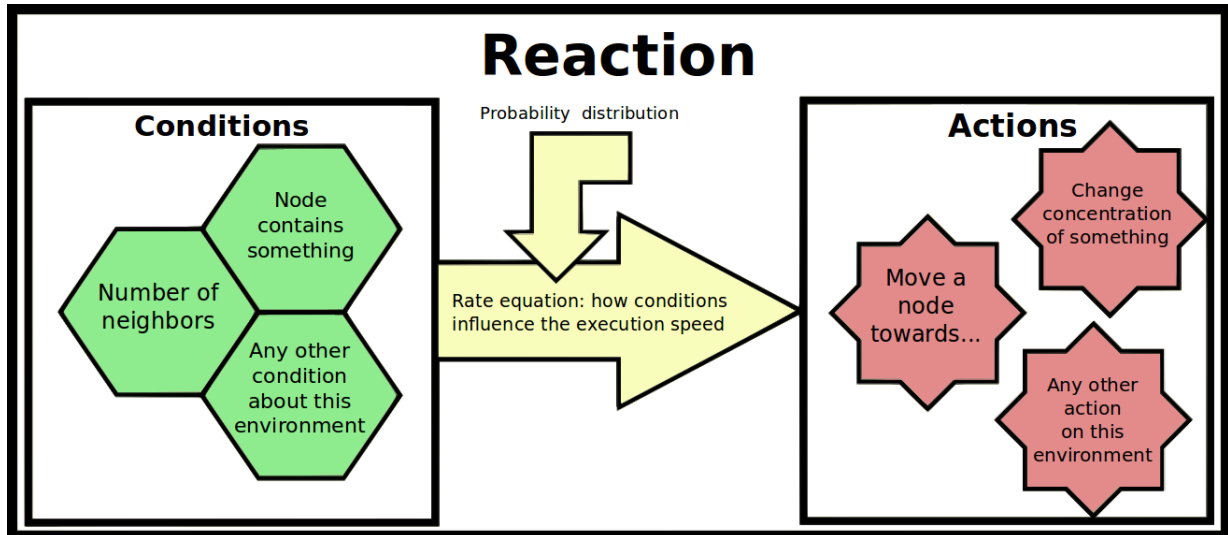 Reaction
Conditions
Node
contains
something
Number of
neighbors
Any other
condition
about this
environment
Probability distribution
Rate equation: how conditions
influence the execution speed
Actions
Change
concentration
of something
Move a
node
towards...
Any other
action
on this
environment